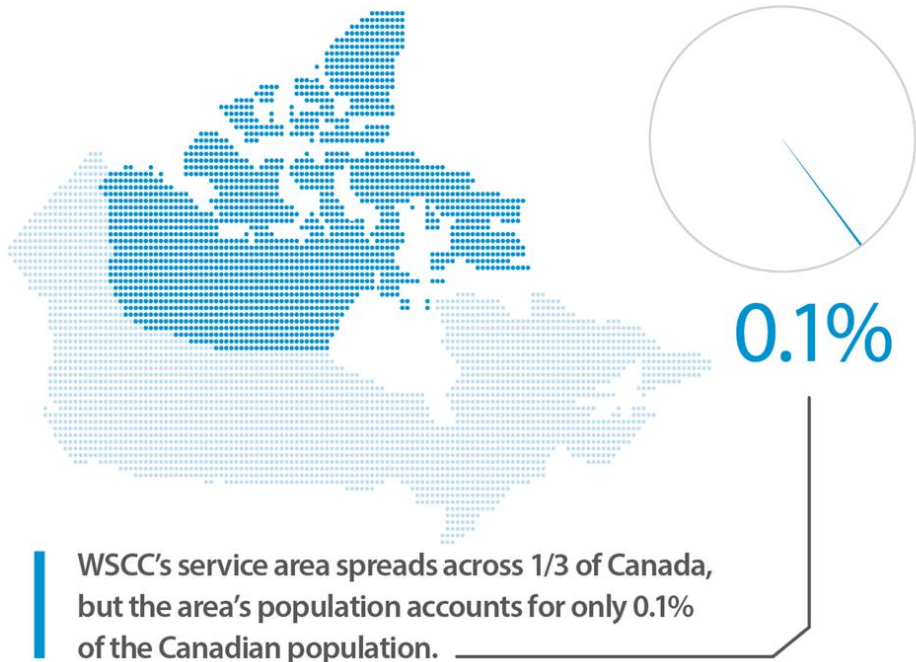 0.1%
WSCC’s service area spreads across 1/3 of Canada,
but the area’s population accounts for only 0.1%
of the Canadian population.